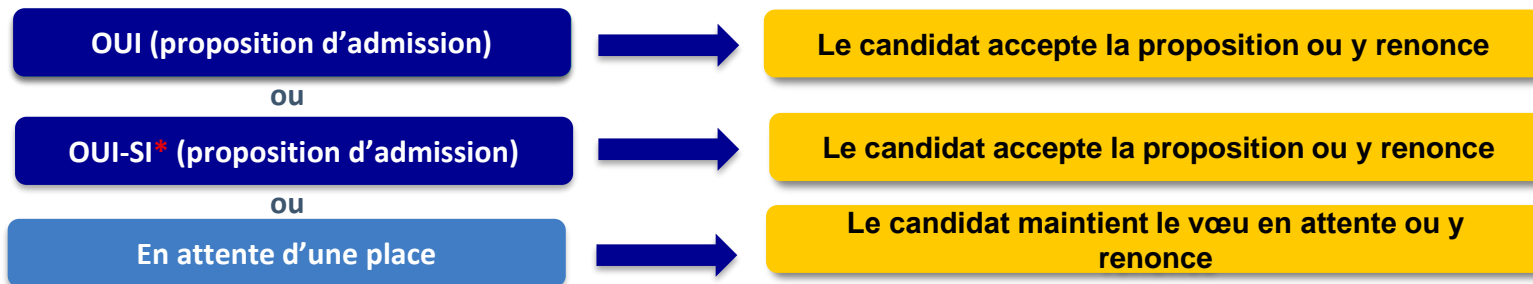 OUI (proposition d’admission)
Le candidat accepte la proposition ou y renonce
ou
OUI-SI* (proposition d’admission)
Le candidat accepte la proposition ou y renonce
ou
En attente d’une place
Le candidat maintient le vœu en attente ou y
renonce